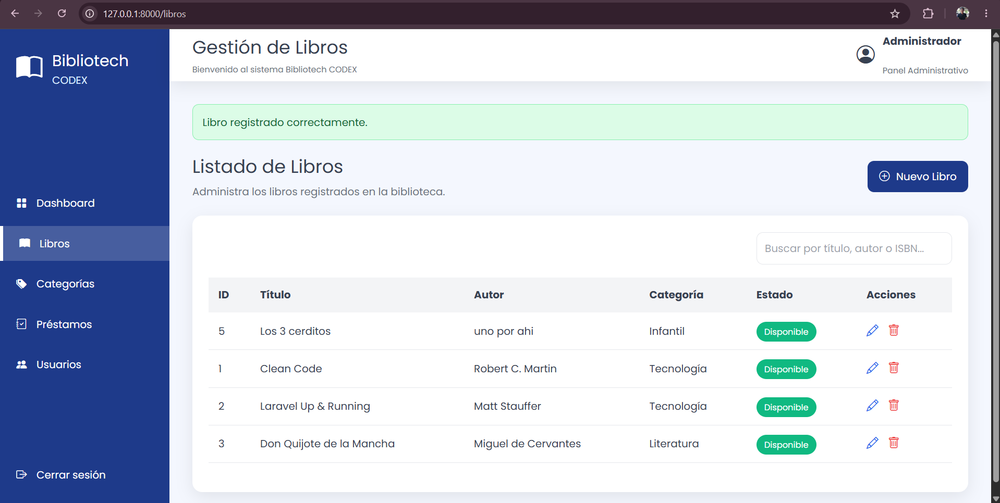 127.0.0.1:8000/libros
Bibliotech
CODEX
Dashboard
Libros
Categorías
Préstamos
Usuarios
Cerrar sesión
Gestión de Libros
Bienvenido al sistema Bibliotech CODEX
Administrador
Panel Administrativo
Libro registrado correctamente.
Listado de Libros
Administra los libros registrados en la biblioteca.
Nuevo Libro
Buscar por título, autor o ISBN...
ID Título Autor Categoría Estado Acciones
5 Los 3 cerditos uno por ahi Infantil Disponible
1 Clean Code Robert C. Martin Tecnología Disponible
2 Laravel Up & Running Matt Stauffer Tecnología Disponible
3 Don Quijote de la Mancha Miguel de Cervantes Literatura Disponible